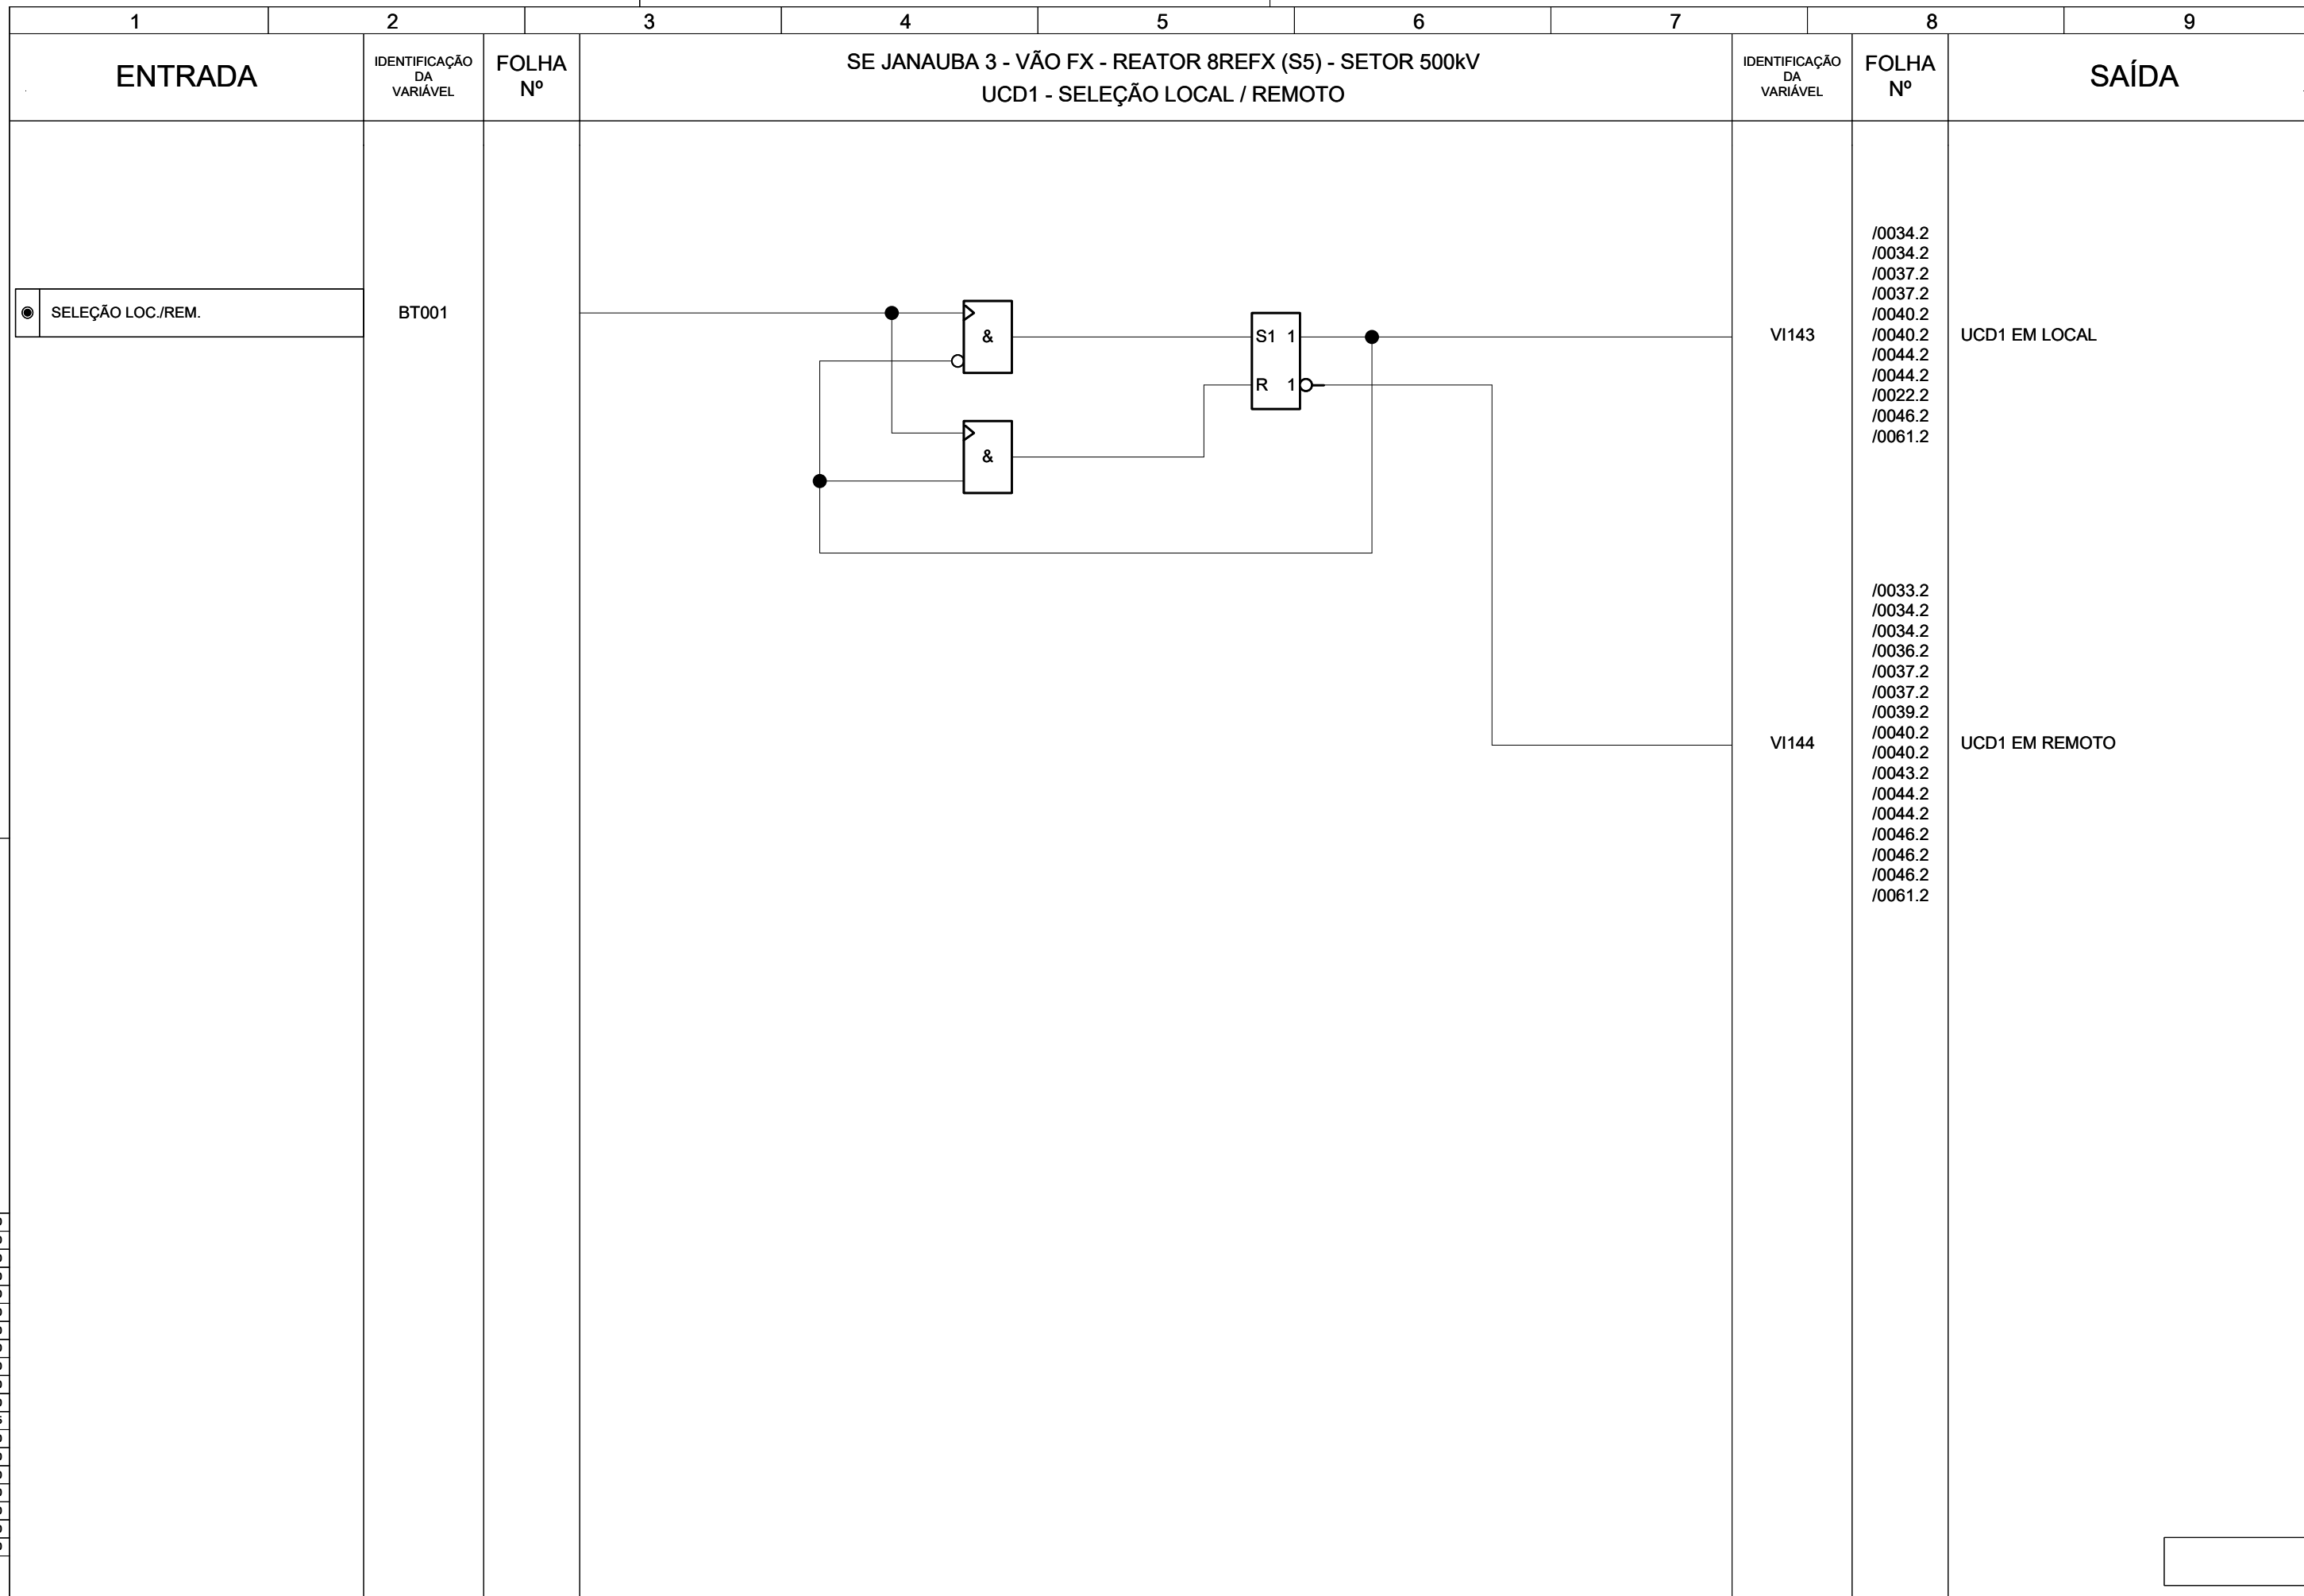 1 2 3 4 5 6 7 8 9
ENTRADA
IDENTIFICAÇÃO
DA
VARIÁVEL
FOLHA
Nº
SE JANAUBA 3 - VÃO FX - REATOR 8REFX (S5) - SETOR 500kV
UCD1 - SELEÇÃO LOCAL / REMOTO
IDENTIFICAÇÃO
DA
VARIÁVEL
FOLHA
Nº
SAÍDA
SELEÇÃO LOC./REM.
BT001
&
&
S1 1
R 1
VI143
/0034.2
/0034.2
/0037.2
/0037.2
/0040.2
/0040.2
/0044.2
/0044.2
/0022.2
/0046.2
/0061.2
UCD1 EM LOCAL
VI144
/0033.2
/0034.2
/0034.2
/0036.2
/0037.2
/0037.2
/0039.2
/0040.2
/0040.2
/0043.2
/0044.2
/0044.2
/0046.2
/0046.2
/0046.2
/0061.2
UCD1 EM REMOTO